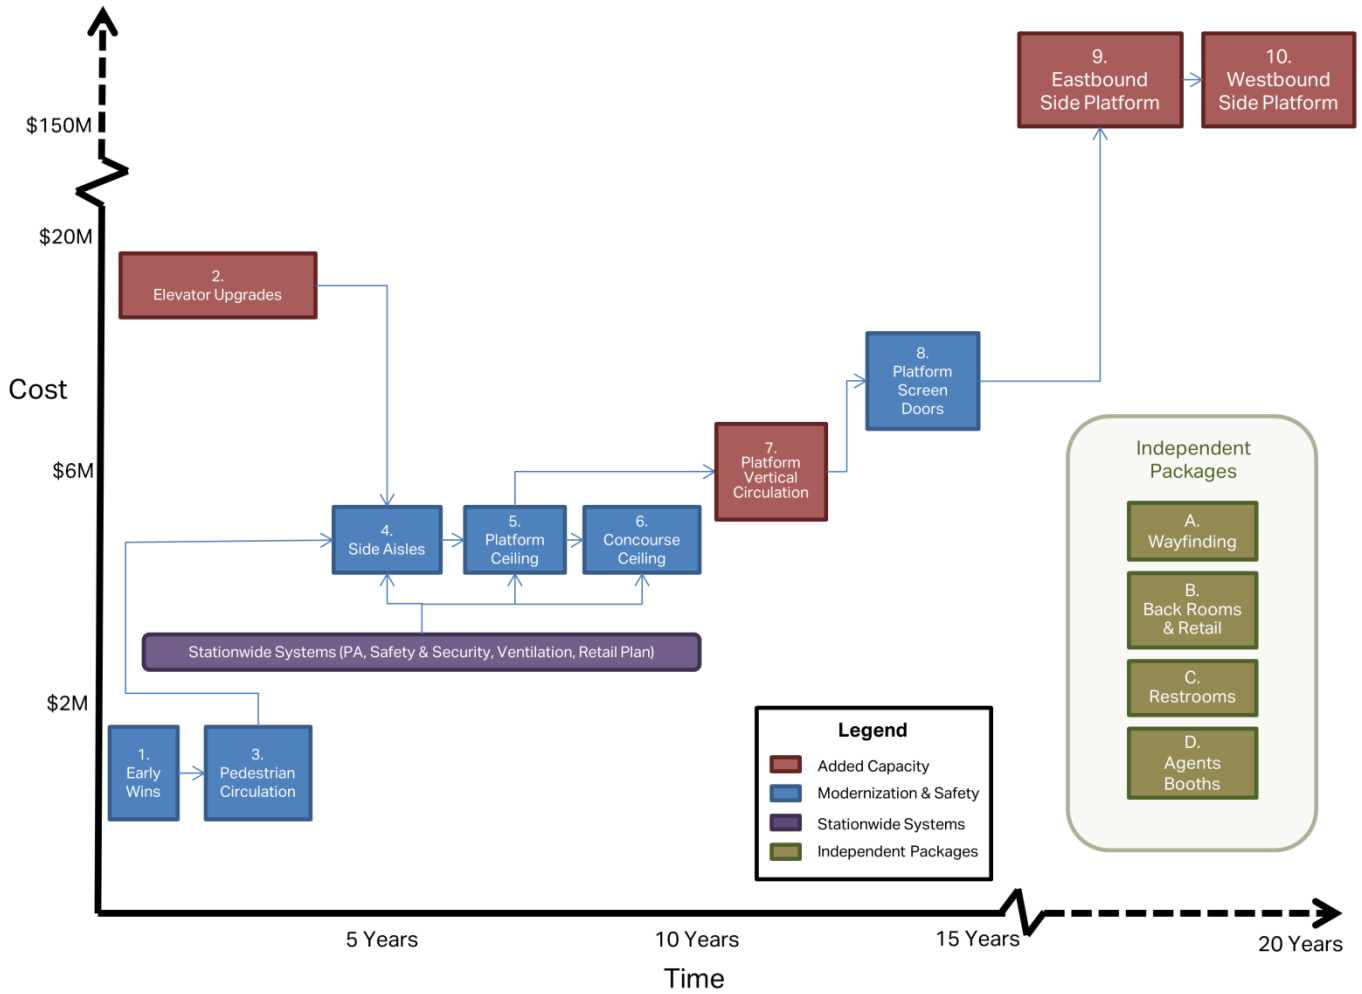 $150M
$20M
Cost
$6M
$2M
9.
Eastbound
Side Platform
10.
Westbound
Side Platform
2.
Elevator Upgrades
8.
Platform
Screen
Doors
7.
Platform
Vertical
Circulation
4.
Side Aisles
5.
Platform
Ceiling
6.
Concourse
Ceiling
Stationwide Systems (PA, Safety & Security, Ventilation, Retail Plan)
1.
Early
Wins
3.
Pedestrian
Circulation
Independent
Packages
A.
Wayfinding
B.
Back Rooms
& Retail
C.
Restrooms
D.
Agents
Booths
Legend
Added Capacity
Modernization & Safety
Stationwide Systems
Independent Packages
5 Years
10 Years
15 Years
20 Years
Time